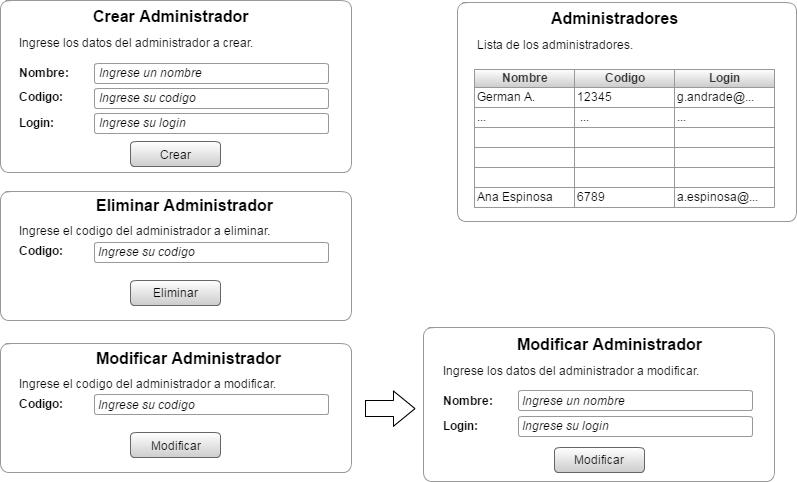 Crear Administrador
Ingrese los datos del administrador a crear.
Nombre: Ingrese un nombre
Codigo: Ingrese su codigo
Login: Ingrese su login
Crear
Administradores
Lista de los administradores.
Nombre Codigo Login
German A. 12345 g.andrade@...
... ... ...
Ana Espinosa 6789 a.espinosa@...
Eliminar Administrador
Ingrese el codigo del administrador a eliminar.
Codigo: Ingrese su codigo
Eliminar
Modificar Administrador
Ingrese el codigo del administrador a modificar.
Codigo: Ingrese su codigo
Modificar
Modificar Administrador
Ingrese los datos del administrador a modificar.
Nombre: Ingrese un nombre
Login: Ingrese su login
Modificar